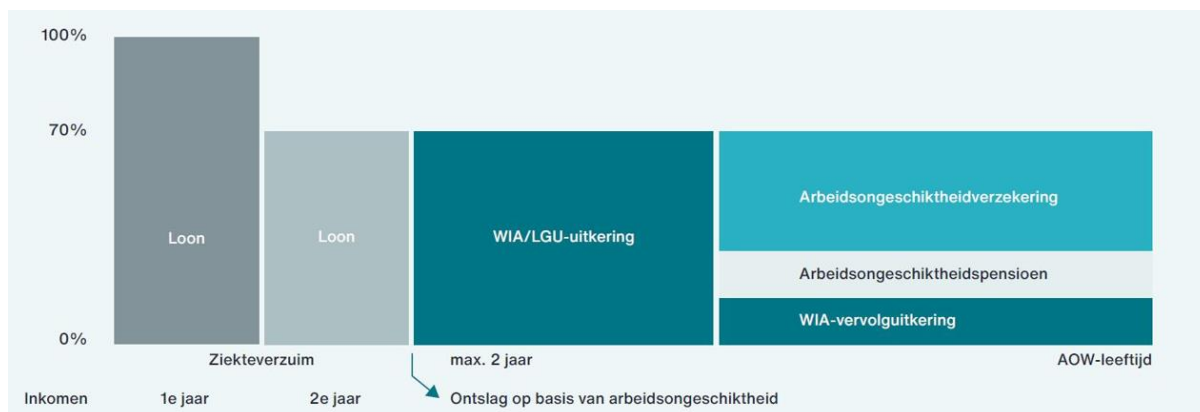 100%
70%
0%
Loon
Loon
WIA/LGU-uitkering
Arbeidsongeschiktheidverzekering
Arbeidsongeschiktheidspensioen
WIA-vervolguitkering
Ziekteverzuim
max. 2 jaar
AOW-leeftijd
Inkomen
1e jaar
2e jaar
Ontslag op basis van arbeidsgeschiktheid